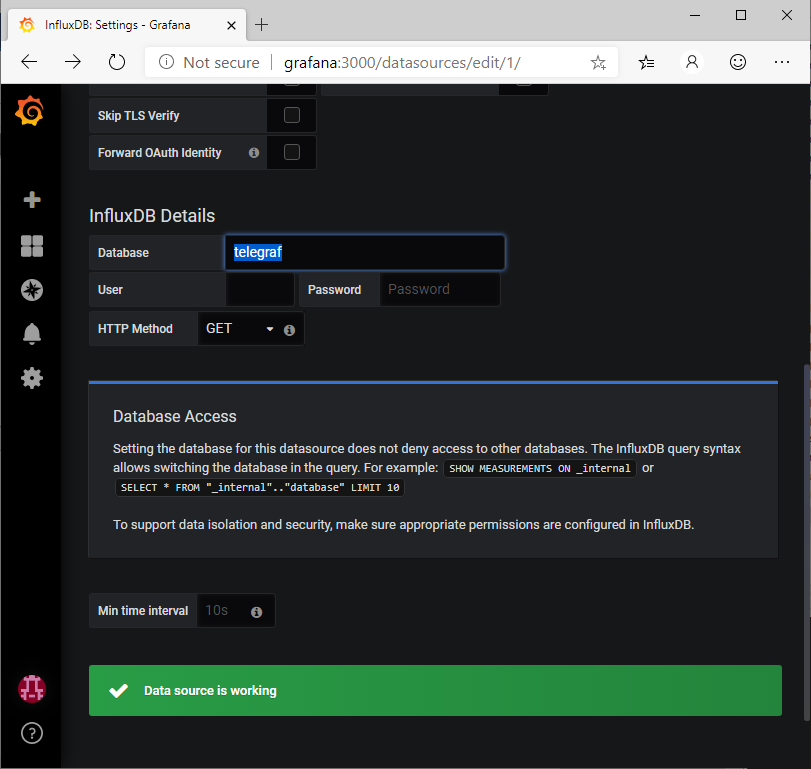 InfluxDB: Settings - Grafana
Not secure | grafana:3000/datasources/edit/1/
Skip TLS Verify
Forward OAuth Identity
InfluxDB Details
Database telegraf
User Password Password
HTTP Method GET
Database Access
Setting the database for this datasource does not deny access to other databases. The InfluxDB query syntax
allows switching the database in the query. For example: SHOW MEASUREMENTS ON _internal or
SELECT * FROM "_internal".."database" LIMIT 10
To support data isolation and security, make sure appropriate permissions are configured in InfluxDB.
Min time interval 10s
Data source is working